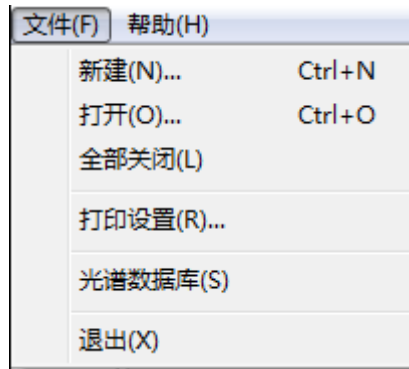 文件(F) 帮助(H)
新建(N)... Ctrl+N
打开(O)... Ctrl+O
全部关闭(L)
打印设置(R)...
光谱数据库(S)
退出(X)